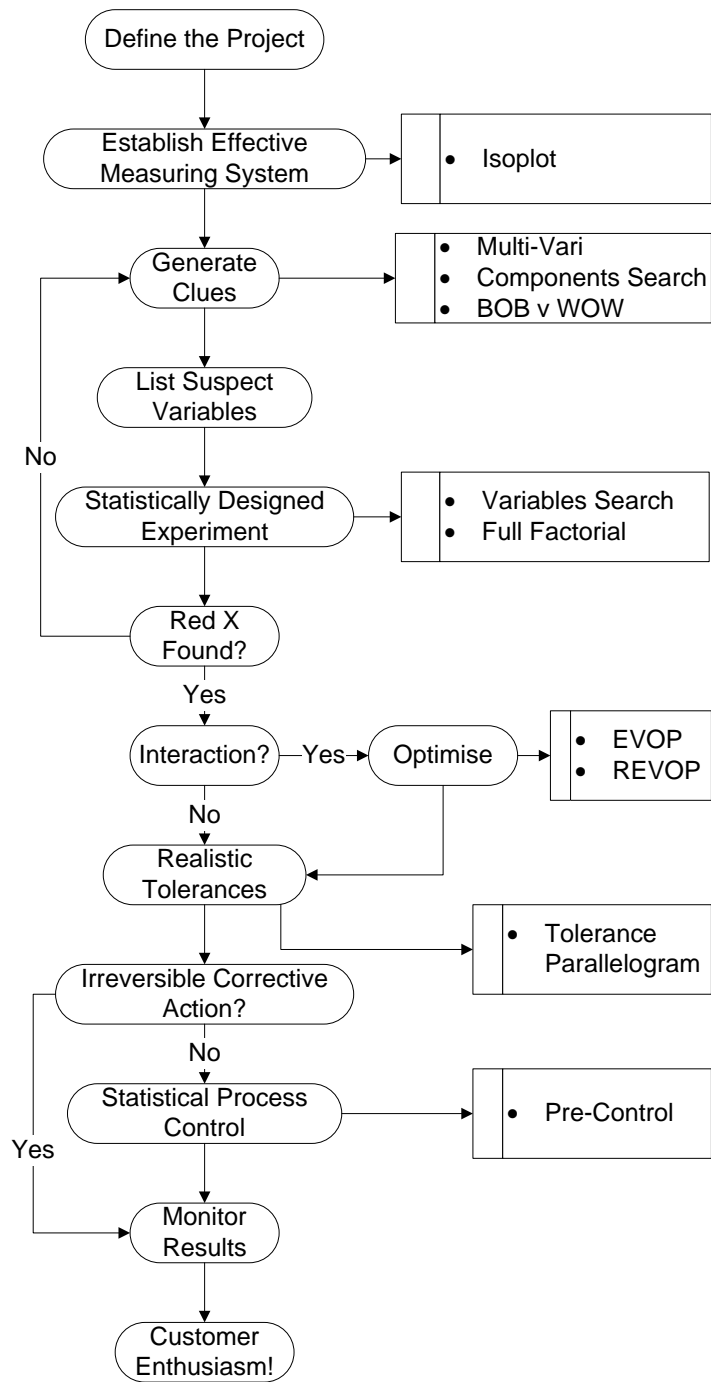 Define the Project
Establish Effective
Measuring System
• Isoplot
Generate
Clues
• Multi-Vari
• Components Search
• BOB v WOW
List Suspect
Variables
No
Statistically Designed
Experiment
• Variables Search
• Full Factorial
Red X
Found?
Yes
Interaction?
Yes
Optimise
• EVOP
• REVOP
No
Realistic
Tolerances
• Tolerance
Parallelogram
Irreversible Corrective
Action?
No
Statistical Process
Control
• Pre-Control
Yes
Monitor
Results
Customer
Enthusiasm!